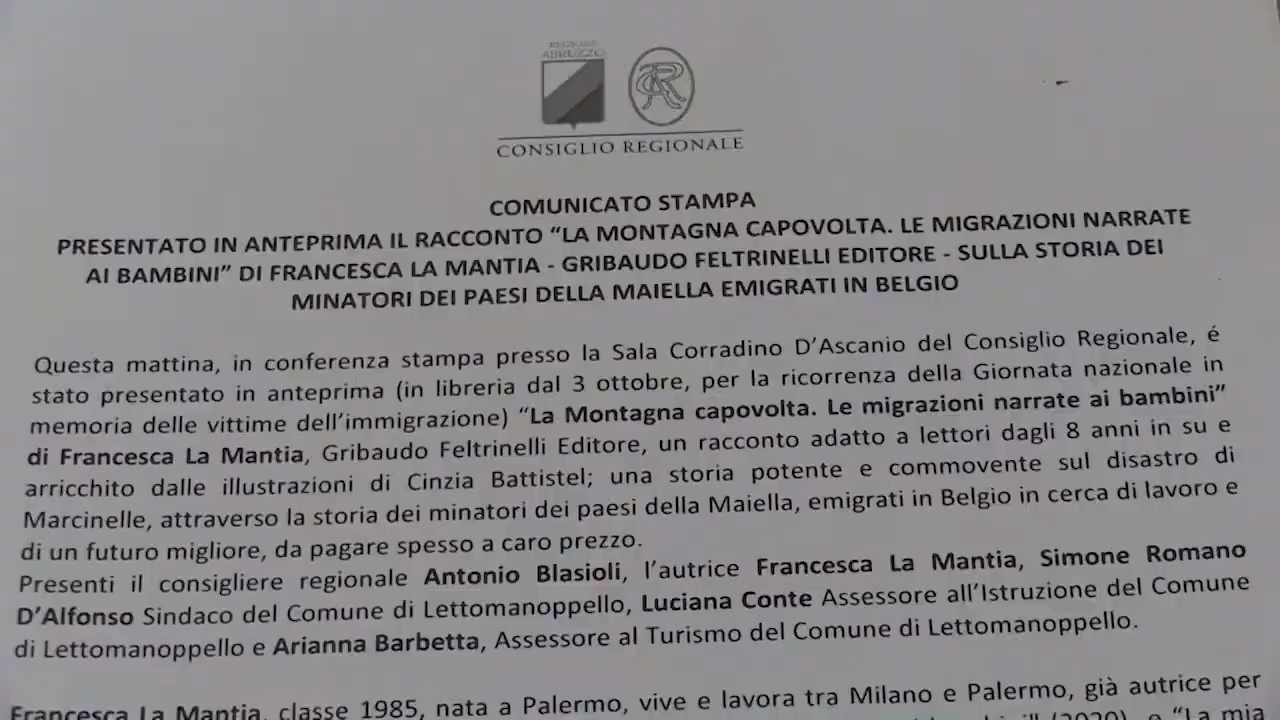 REGIONE
ABRUZZO
CONSIGLIO REGIONALE
COMUNICATO STAMPA
PRESENTATO IN ANTEPRIMA IL RACCONTO “LA MONTAGNA CAPOVOLTA. LE MIGRAZIONI NARRATE
AI BAMBINI” DI FRANCESCA LA MANTIA - GRIBAUDO FELTRINELLI EDITORE - SULLA STORIA DEI
MINATORI DEI PAESI DELLA MAIELLA EMIGRATI IN BELGIO
Questa mattina, in conferenza stampa presso la Sala Corradino D’Ascanio del Consiglio Regionale, é
stato presentato in anteprima (in libreria dal 3 ottobre, per la ricorrenza della Giornata nazionale in
memoria delle vittime dell’immigrazione) “La Montagna capovolta. Le migrazioni narrate ai bambini”
di Francesca La Mantia, Gribaudo Feltrinelli Editore, un racconto adatto a lettori dagli 8 anni in su e
arricchito dalle illustrazioni di Cinzia Battistel; una storia potente e commovente sul disastro di
Marcinelle, attraverso la storia dei minatori dei paesi della Maiella, emigrati in Belgio in cerca di lavoro e
di un futuro migliore, da pagare spesso a caro prezzo.
Presenti il consigliere regionale Antonio Blasioli, l’autrice Francesca La Mantia, Simone Romano
D’Alfonso Sindaco del Comune di Lettomanoppello, Luciana Conte Assessore all’Istruzione del Comune
di Lettomanoppello e Arianna Barbetta, Assessore al Turismo del Comune di Lettomanoppello.
Francesca La Mantia, classe 1985, nata a Palermo, vive e lavora tra Milano e Palermo, già autrice per
(2020), e “La mia